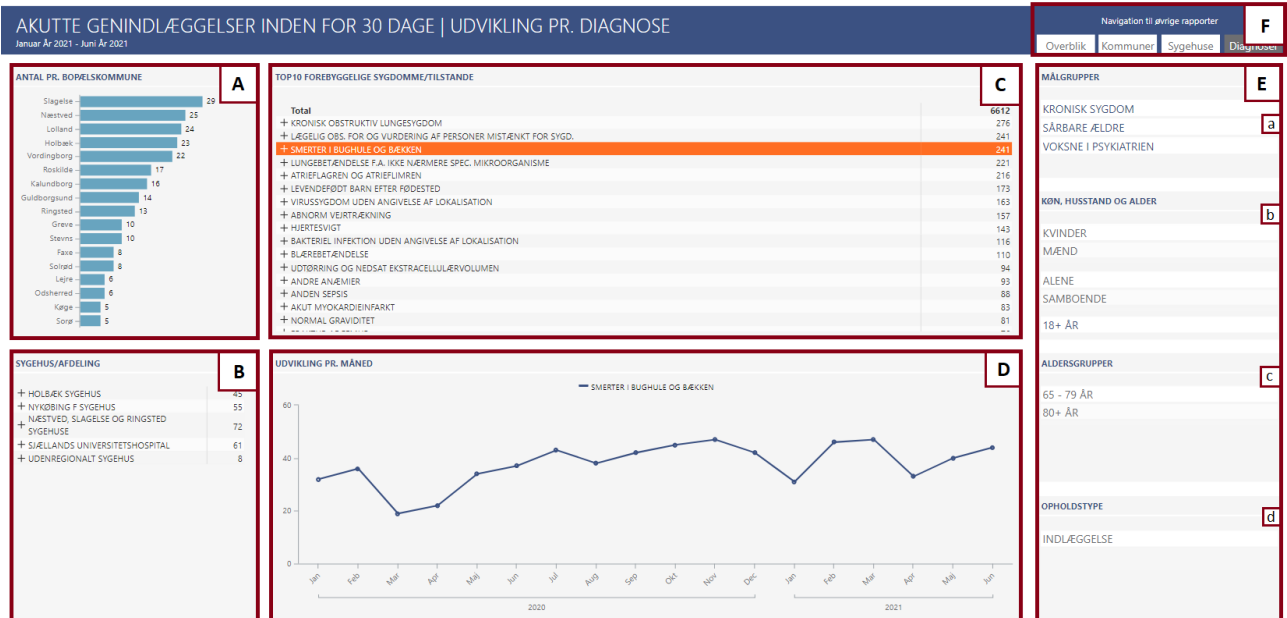 AKUTTE GENINDLÆGGELSER INDEN FOR 30 DAGE | UDVIKLING PR. DIAGNOSE
Januar År 2021 - Juni År 2021
Navigation til øvrige rapporter
F
Overblik Kommuner Sygehuse Diagnoser
ANTAL PR. BOPÆLSKOMMUNE
A
Slagelse 29
Næstved 25
Lolland 24
Holbæk 23
Vordingborg 22
Roskilde 17
Kalundborg 16
Guldborgsund 14
Ringsted 13
Greve 10
Stevns 10
Faxe 8
Solrød 8
Lejre 6
Odsherred 6
Køge 5
Sorø 5
TOP10 FOREBYGGELIGE SYGDOMME/TILSTANDE
C
Total 6612
+ KRONISK OBSTRUKTIV LUNGESYGDOM 276
+ LÆGELIG OBS. FOR OG VURDERING AF PERSONER MISTÆNKT FOR SYGD. 241
+ SMERTER I BUGHULE OG BÆKKEN 241
+ LUNGEBETÆNDELSE F.A. IKKE NÆRMERE SPEC. MIKROORGANISME 221
+ ATRIEFLAGREN OG ATRIEFLIMREN 216
+ LEVENDEFØDT BARN EFTER FØDESTED 173
+ VIRUSSYGDOM UDEN ANGIVELSE AF LOKALISATION 163
+ ABNORM VEJRTRÆKNING 157
+ HJERTESVIGT 143
+ BAKTERIEL INFEKTION UDEN ANGIVELSE AF LOKALISATION 116
+ BLÆREBETÆNDELSE 110
+ UDTØRRING OG NEDSAT EKSTRACELLULÆRVOLUMEN 94
+ ANDRE ANÆMIER 93
+ ANDEN SEPSIS 88
+ AKUT MYOKARDIEINFARKT 83
+ NORMAL GRAVIDITET 81
MÅLGRUPPER
E
KRONISK SYGDOM
a
SÅRBARE ÆLDRE
VOKSNE I PSYKIATRIEN
KØN, HUSSTAND OG ALDER
b
KVINDER
MÆND
ALENE
SAMBOENDE
18+ ÅR
ALDERSGRUPPER
c
65 - 79 ÅR
80+ ÅR
OPHOLDSTYPE
d
INDLÆGGELSE
SYGEHUS/AFDELING
B
+ HOLBÆK SYGEHUS 45
+ NYKØBING F SYGEHUS 55
+ NÆSTVED, SLAGELSE OG RINGSTED
SYGEHUSE 72
+ SJÆLLANDS UNIVERSITETSHOSPITAL 61
+ UDENREGIONALT SYGEHUS 8
UDVIKLING PR. MÅNED
D
SMERTER I BUGHULE OG BÆKKEN
60
40
20
0
Jan Feb Mar Apr Maj Jun Jul Aug Sep Okt Nov Dec Jan Feb Mar Apr Maj Jun
2020 2021